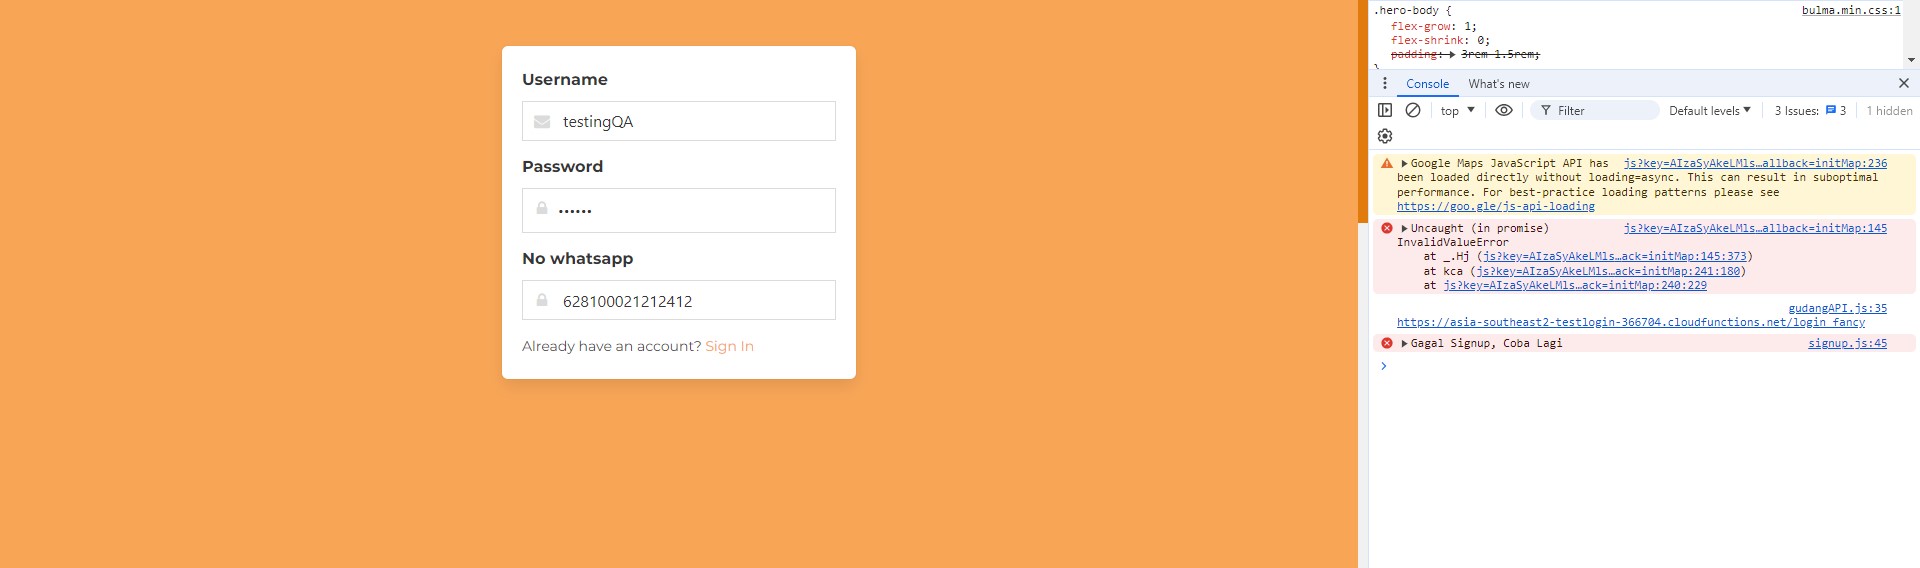 Username
testingQA
Password
••••••
No whatsapp
628100021212412
Already have an account? Sign In
.hero-body {
bulma.min.css:1
flex-grow: 1;
flex-shrink: 0;
padding: ▶ 3rem 1.5rem;
}
Console What's new
top ▼ Filter Default levels ▼ 3 Issues: 3 1 hidden
Google Maps JavaScript API has js?key=AIzaSyAkeLMls…allback=initMap:236
been loaded directly without loading=async. This can result in suboptimal
performance. For best-practice loading patterns please see
https://goo.gle/js-api-loading
Uncaught (in promise) js?key=AIzaSyAkeLMls…allback=initMap:145
InvalidValueError
at _.Hj (js?key=AIzaSyAkeLMls…ack=initMap:145:373)
at kca (js?key=AIzaSyAkeLMls…ack=initMap:241:180)
at js?key=AIzaSyAkeLMls…ack=initMap:240:229
gudangAPI.js:35
https://asia-southeast2-testlogin-366704.cloudfunctions.net/login_fancy
Gagal Signup, Coba Lagi signup.js:45